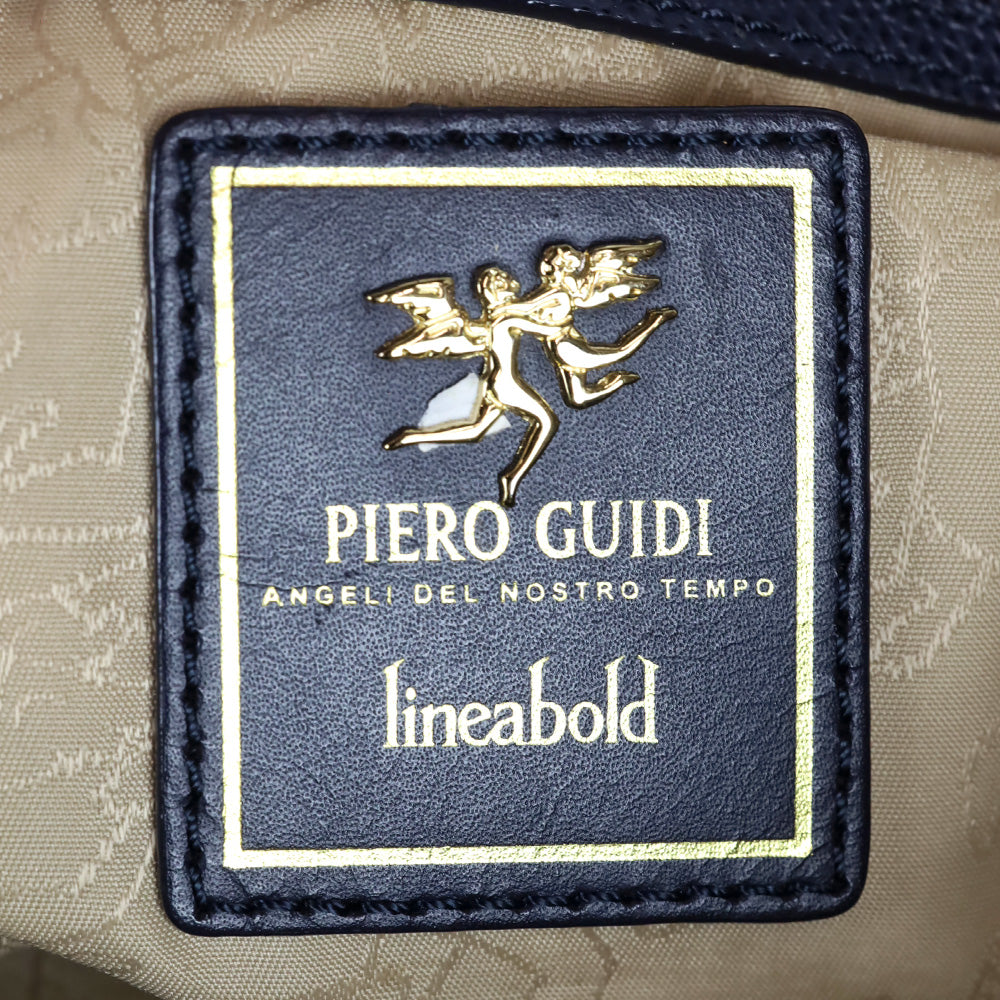 PIERO GUIDI
ANGELI DEL NOSTRO TEMPO
lineabold